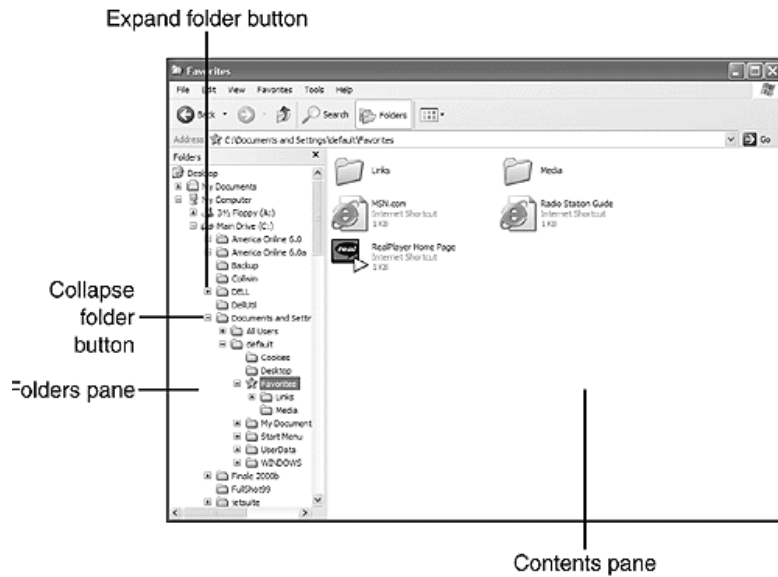 Expand folder button
Favorites
File Edit View Favorites Tools Help
Back Search Folders
Address C:\Documents and Settings\default\Favorites Go
Folders
Desktop
My Documents
My Computer
3½ Floppy (A:)
Main Drive (C:)
America Online 6.0
America Online 6.0a
Backup
Collwin
DELL
DellUtil
Documents and Settr
All Users
default
Cookies
Desktop
Favorites
Links
Media
My Document
Start Menu
UserData
WINDOWS
Finale 2000b
FullShot99
jetsuite
Links
Media
MSN.com
Internet Shortcut
1 KB
Radio Station Guide
Internet Shortcut
1 KB
real
RealPlayer Home Page
Internet Shortcut
1 KB
Collapse
folder
button
Folders pane
Contents pane